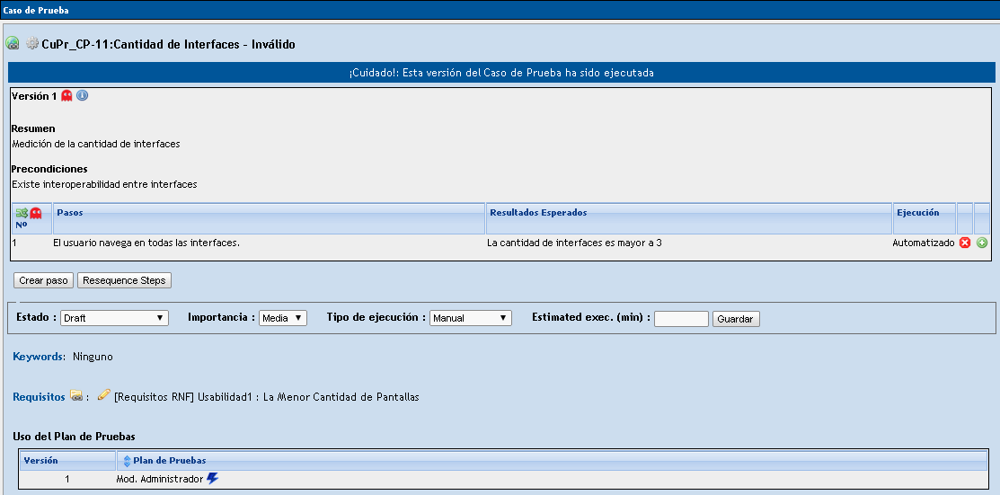 Caso de Prueba
CuPr_CP-11:Cantidad de Interfaces - Inválido
¡Cuidado!: Esta versión del Caso de Prueba ha sido ejecutada
Versión 1
Resumen
Medición de la cantidad de interfaces
Precondiciones
Existe interoperabilidad entre interfaces
Nº Pasos Resultados Esperados Ejecución
1 El usuario navega en todas las interfaces. La cantidad de interfaces es mayor a 3 Automatizado
Crear paso Resequence Steps
Estado : Draft Importancia : Media Tipo de ejecución : Manual Estimated exec. (min) : Guardar
Keywords: Ninguno
Requisitos : [Requisitos RNF] Usabilidad1 : La Menor Cantidad de Pantallas
Uso del Plan de Pruebas
Versión Plan de Pruebas
1 Mod. Administrador